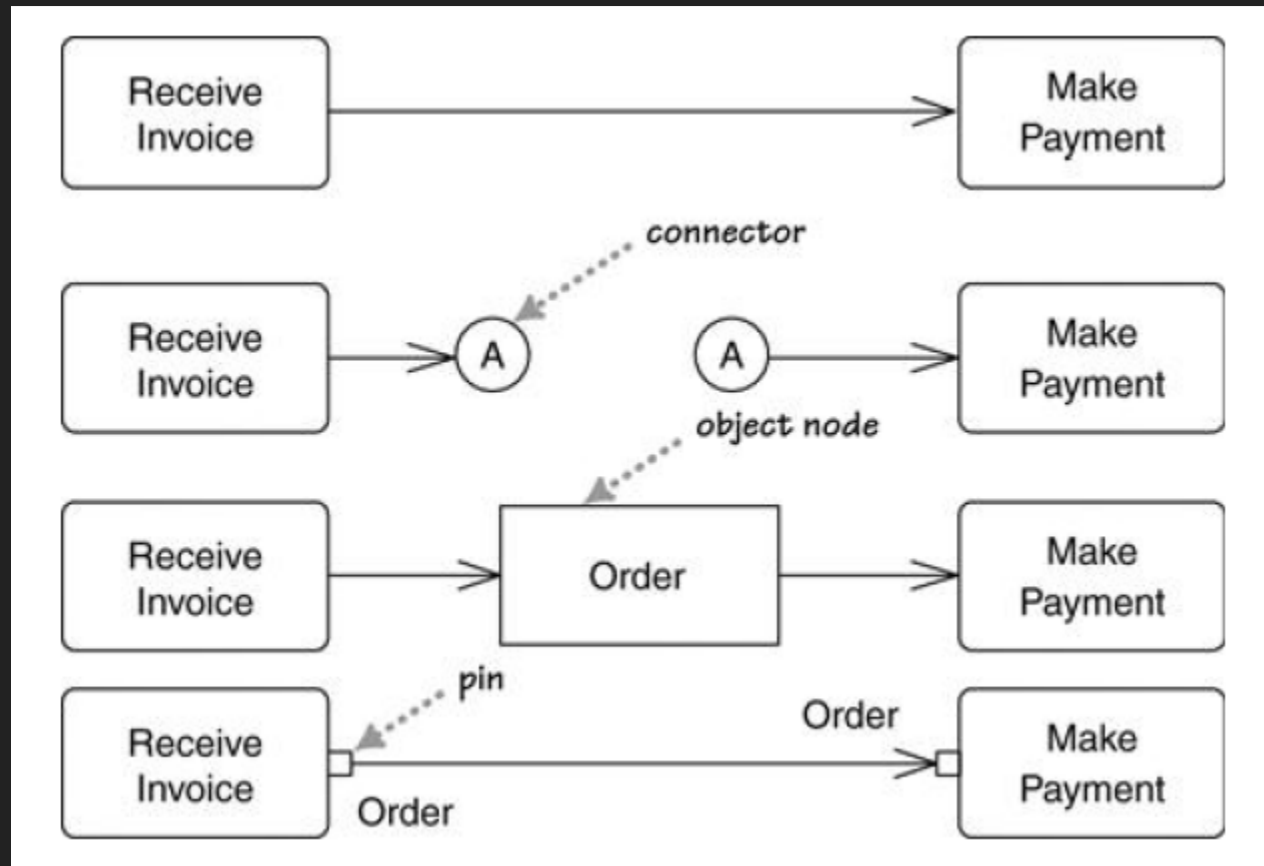 Receive
Invoice
Make
Payment
connector
Receive
Invoice
A
A
Make
Payment
object node
Receive
Invoice
Order
Make
Payment
pin
Receive
Invoice
Order
Order
Make
Payment